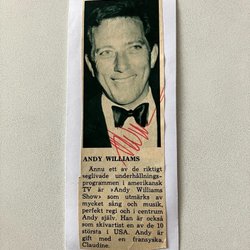 ANDY WILLIAMS
Ännu ett av de riktigt
seglivade underhållnings-
programmen i amerikansk
TV är »Andy Williams
Show» som utmärks av
mycket sång och musik,
perfekt regi och i centrum
Andy själv. Han är också
som skivartist en av de 10
största i USA. Andy är
gift med en fransyska,
Claudine.